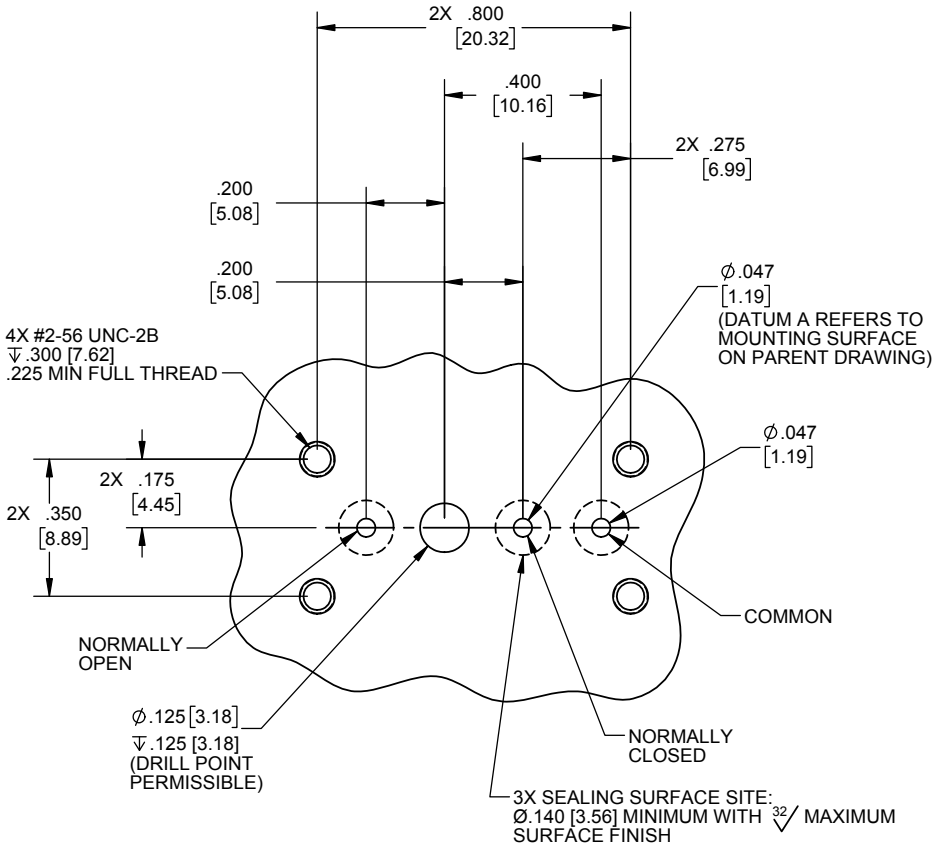 2X .800
[20.32]
.400
[10.16]
2X .275
[6.99]
.200
[5.08]
.200
[5.08]
⌀.047
[1.19]
(DATUM A REFERS TO
MOUNTING SURFACE
ON PARENT DRAWING)
4X #2-56 UNC-2B
↧.300 [7.62]
.225 MIN FULL THREAD
⌀.047
[1.19]
2X .175
[4.45]
2X .350
[8.89]
COMMON
NORMALLY
OPEN
⌀.125 [3.18]
↧.125 [3.18]
(DRILL POINT
PERMISSIBLE)
NORMALLY
CLOSED
3X SEALING SURFACE SITE:
Ø.140 [3.56] MINIMUM WITH 32 MAXIMUM
SURFACE FINISH